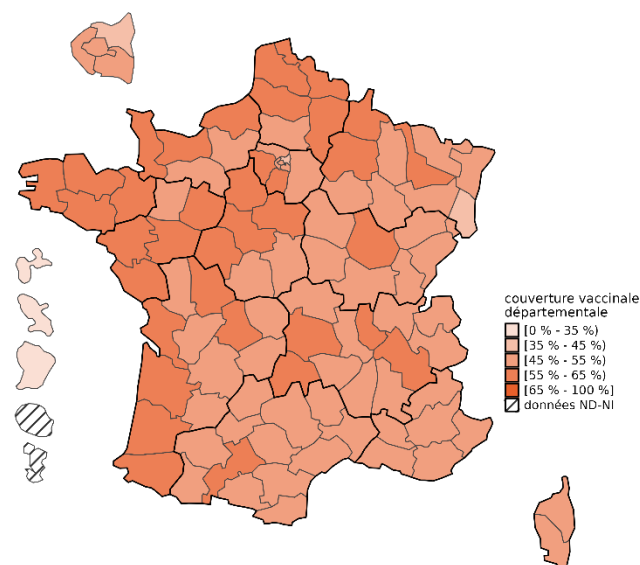 couverture vaccinale
départementale
[0 % - 35 %)
[35 % - 45 %)
[45 % - 55 %)
[55 % - 65 %)
[65 % - 100 %]
données ND-NI